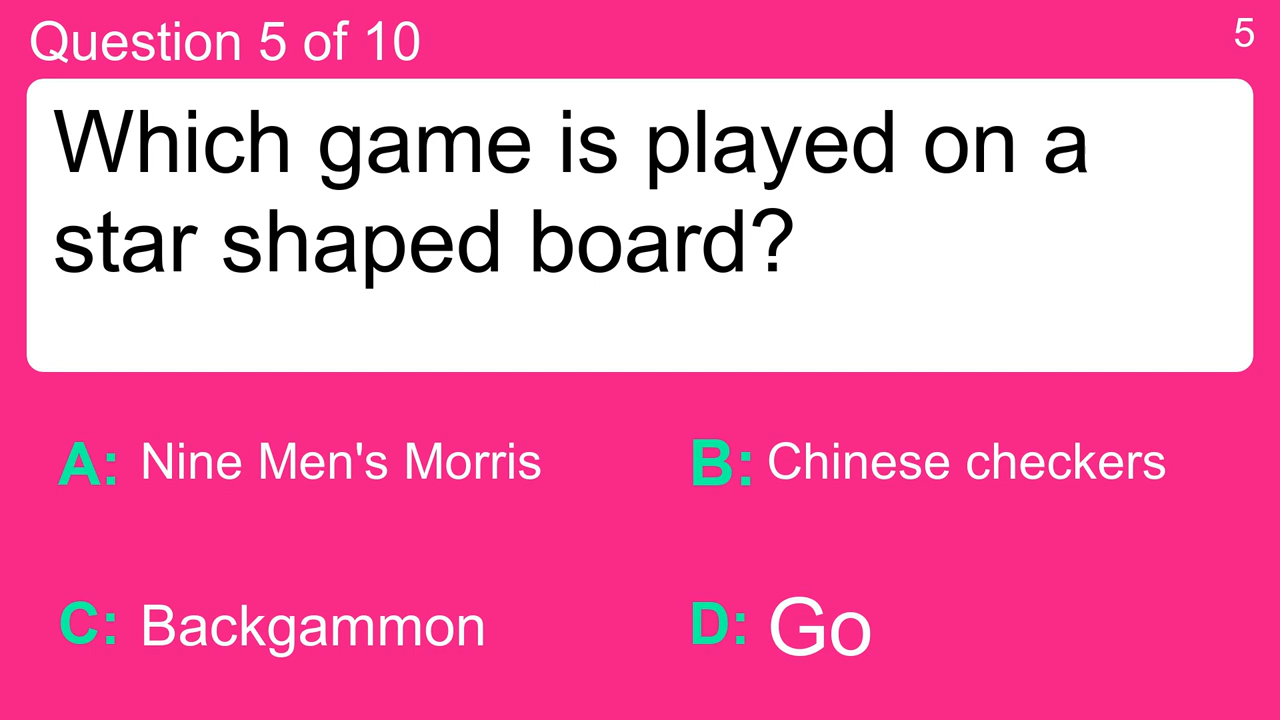 Question 5 of 10
5
Which game is played on a
star shaped board?
A: Nine Men's Morris
B: Chinese checkers
C: Backgammon
D: Go